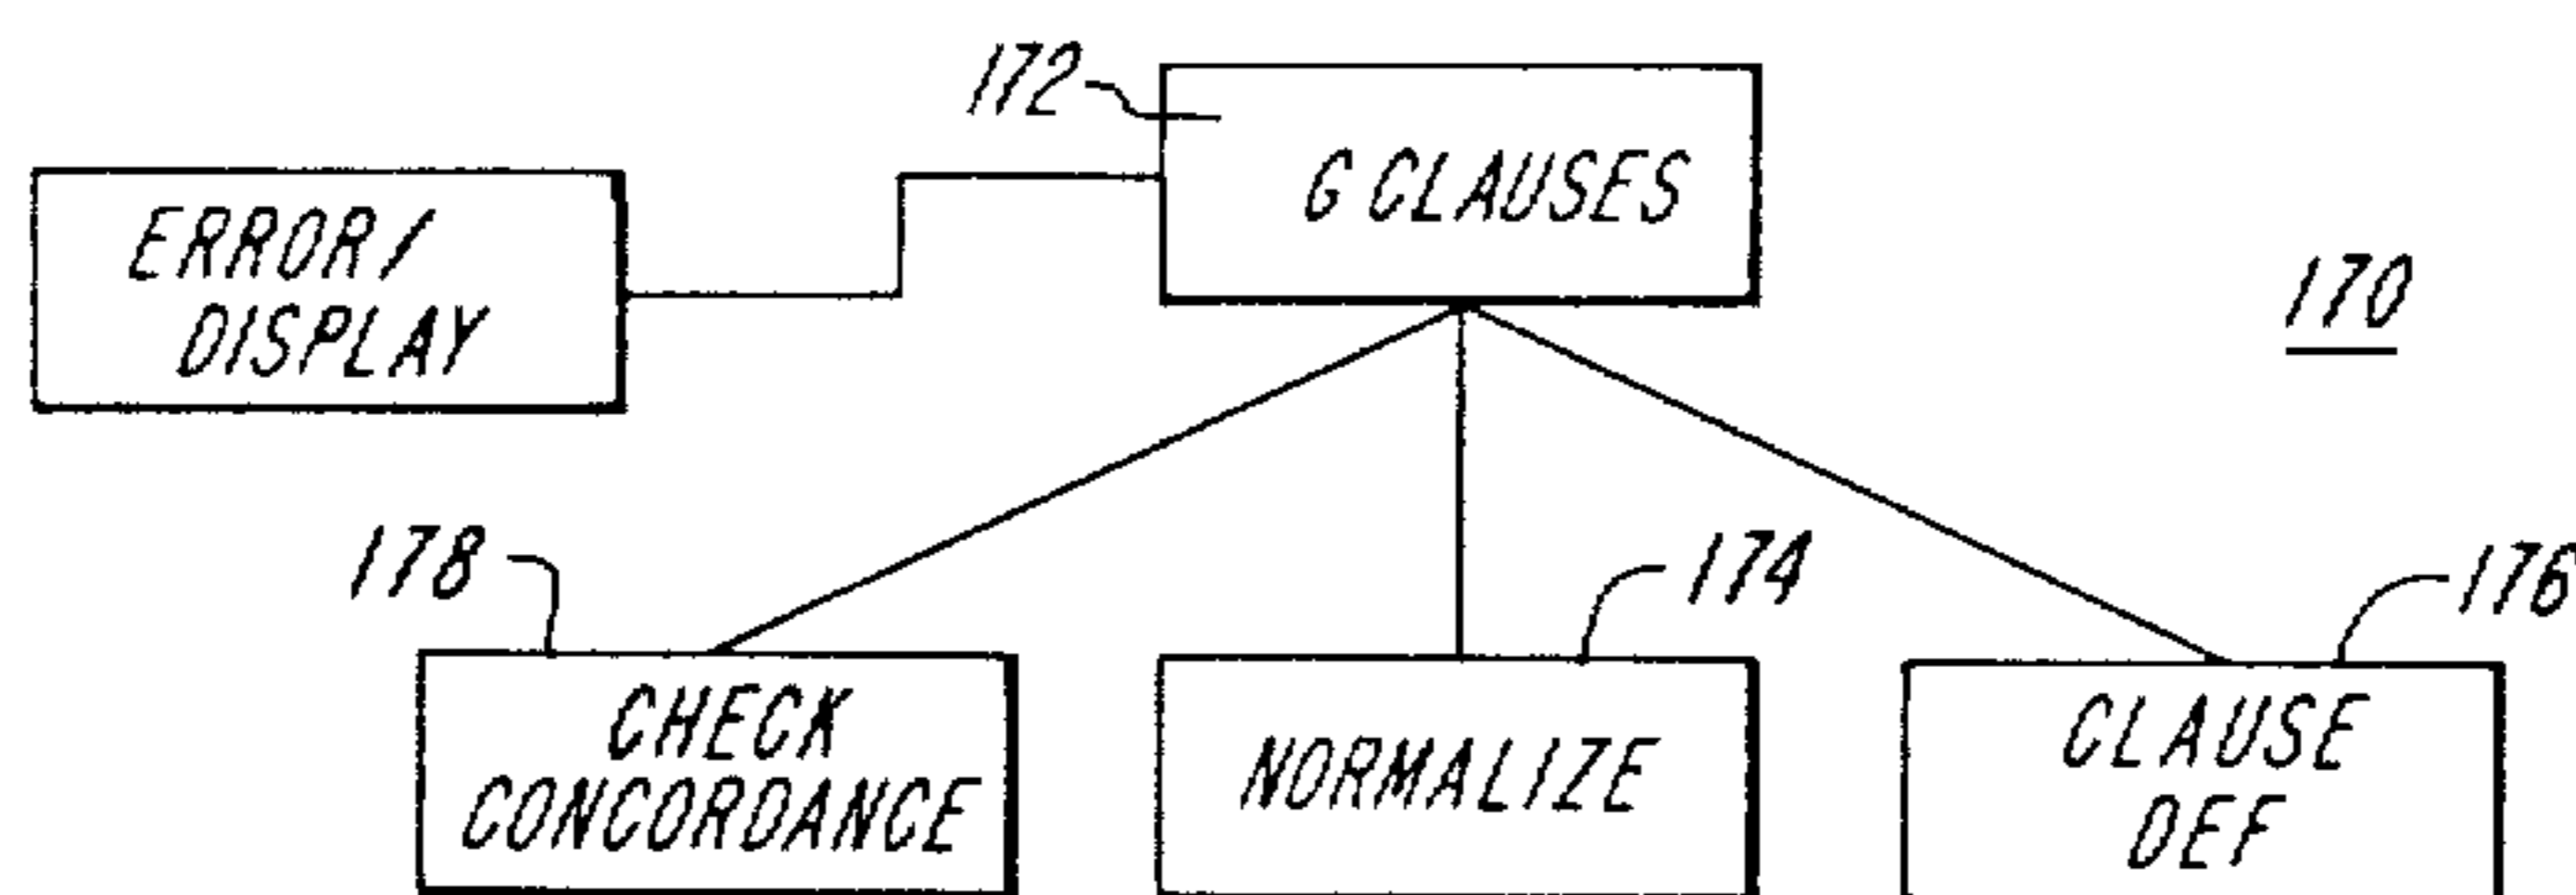 172
G CLAUSES
ERROR/
DISPLAY
170
178
174
176
CHECK
CONCORDANCE
NORMALIZE
CLAUSE
DEF